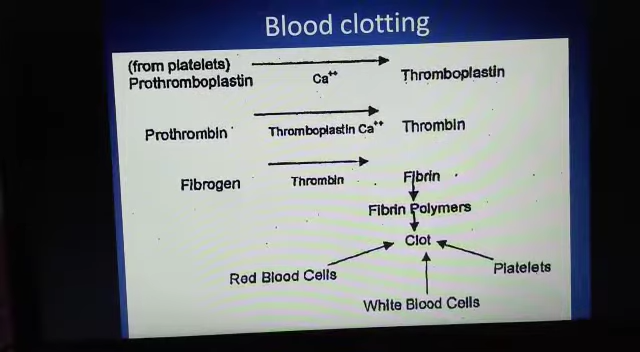 Blood clotting
(from platelets)
Prothromboplastin
Ca⁺⁺
Thromboplastin
Prothrombin
Thromboplastin Ca⁺⁺
Thrombin
Fibrogen
Thrombin
Fibrin
Fibrin Polymers
Clot
Red Blood Cells
Platelets
White Blood Cells